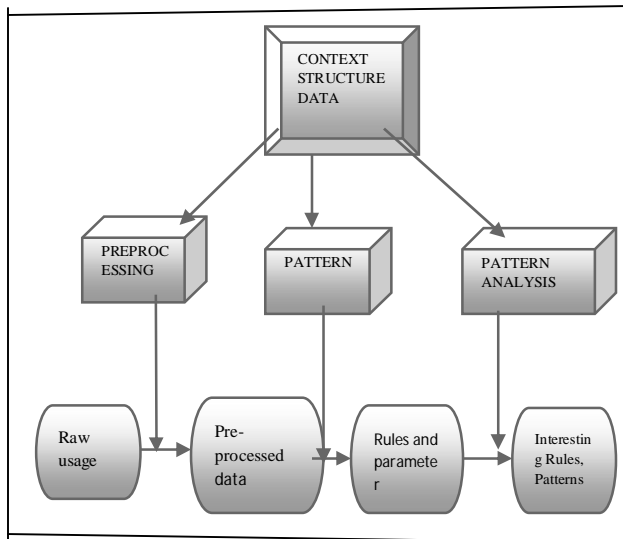 CONTEXT
STRUCTURE
DATA
PREPROC
ESSING
PATTERN
PATTERN
ANALYSIS
Raw
usage
Pre-
processed
data
Rules and
paramete
r
Interestin
g Rules,
Patterns